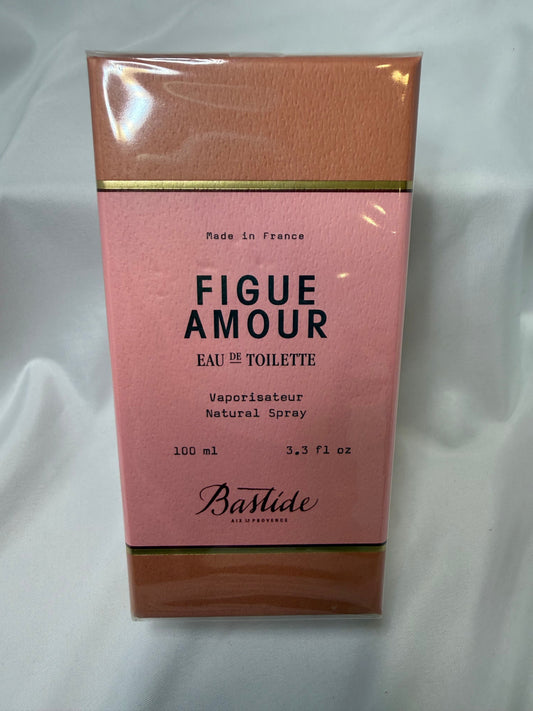 Made in France
FIGUE
AMOUR
EAU DE TOILETTE
Vaporisateur
Natural Spray
100 ml 3.3 fl oz
Bastide
AIX EN PROVENCE